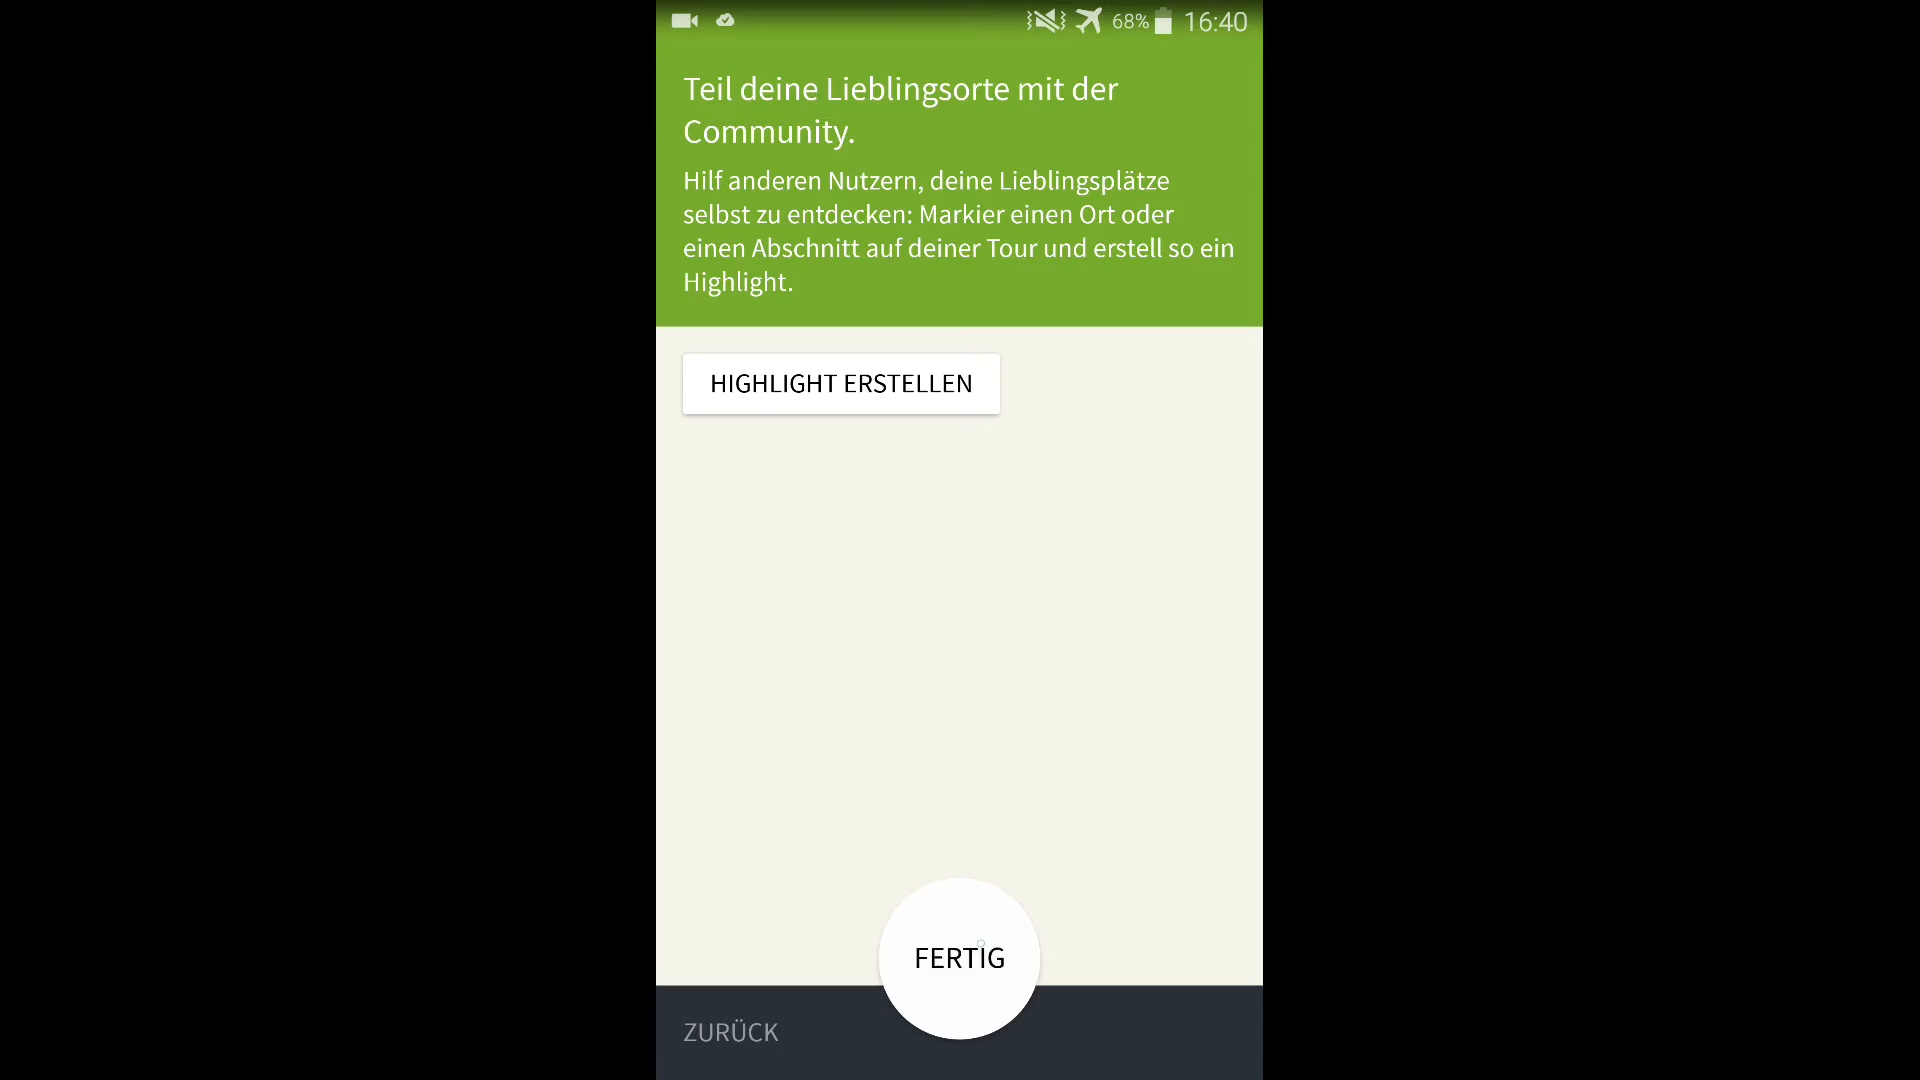 68% 16:40
Teil deine Lieblingsorte mit der
Community.
Hilf anderen Nutzern, deine Lieblingsplätze
selbst zu entdecken: Markier einen Ort oder
einen Abschnitt auf deiner Tour und erstell so ein
Highlight.
HIGHLIGHT ERSTELLEN
FERTIG
ZURÜCK